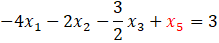 -4x₁ - 2x₂ - 3/2 x₃ + x₅ = 3